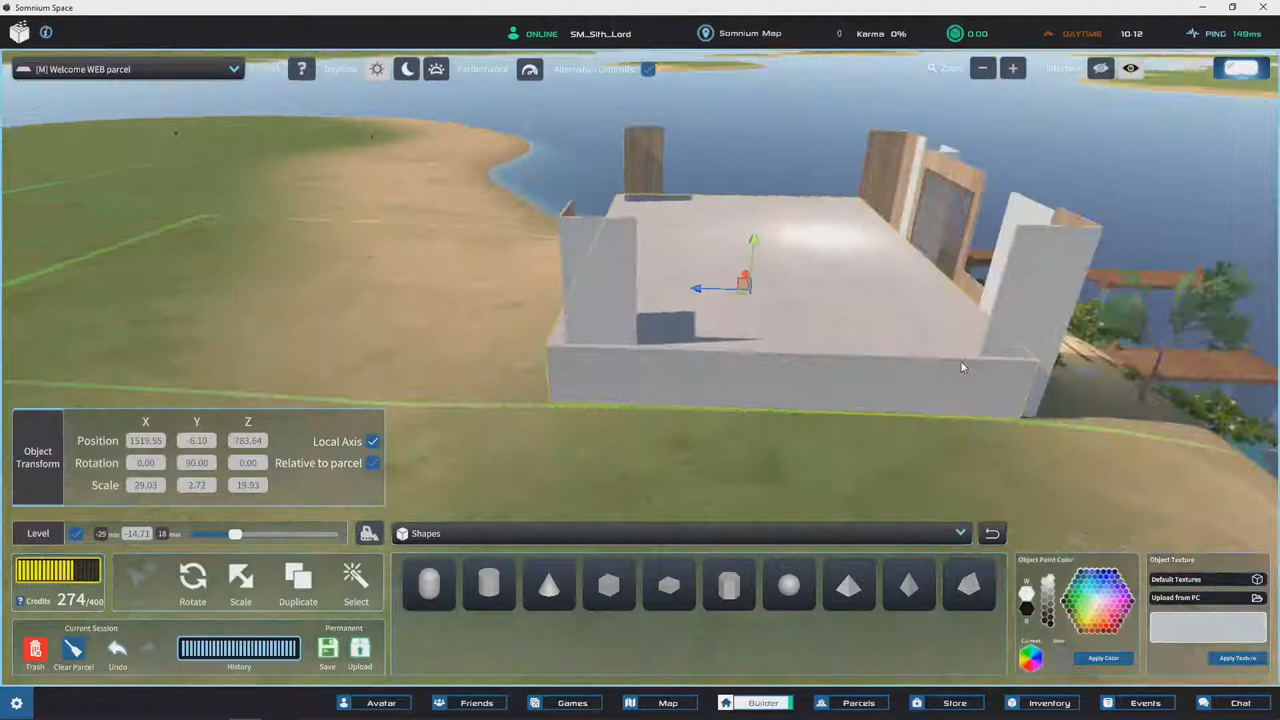 Somnium Space
ONLINE SM_Sith_Lord Somnium Map 0 Karma 0% 0.00 DAYTIME 10:12 PING 149ms
[M] Welcome WEB parcel ? Daytime Performance Alternative controls Zoom Interface
X Y Z
Object Transform
Position 1519.55 -6.10 783.64 Local Axis
Rotation 0.00 90.00 0.00 Relative to parcel
Scale 29.03 2.72 19.93
Level -29 min -14.71 18 max Shapes
? Credits 274/400 Rotate Scale Duplicate Select
Object Paint Color
W
B
Current
Apply Color
Object Texture
Default Textures
Upload from PC
Apply Texture
Current Session Permanent
Trash Clear Parcel Undo History Save Upload
Avatar Friends Games Map Builder Parcels Store Inventory Events Chat